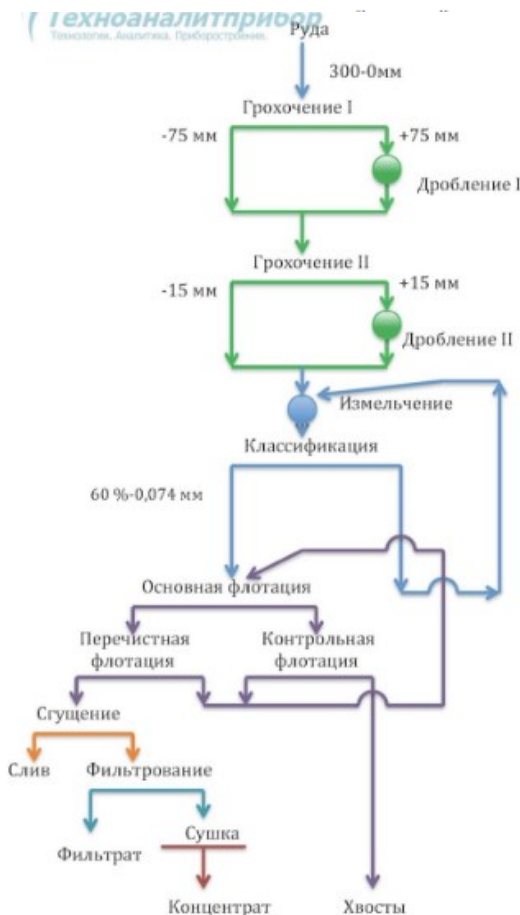 Техноаналитприбор
Технологии. Аналитика. Приборостроение.
Руда
300-0мм
Грохочение I
-75 мм
+75 мм
Дробление I
Грохочение II
-15 мм
+15 мм
Дробление II
Измельчение
Классификация
60 %-0,074 мм
Основная флотация
Перечистная
флотация
Контрольная
флотация
Сгущение
Слив
Фильтрование
Сушка
Фильтрат
Концентрат
Хвосты